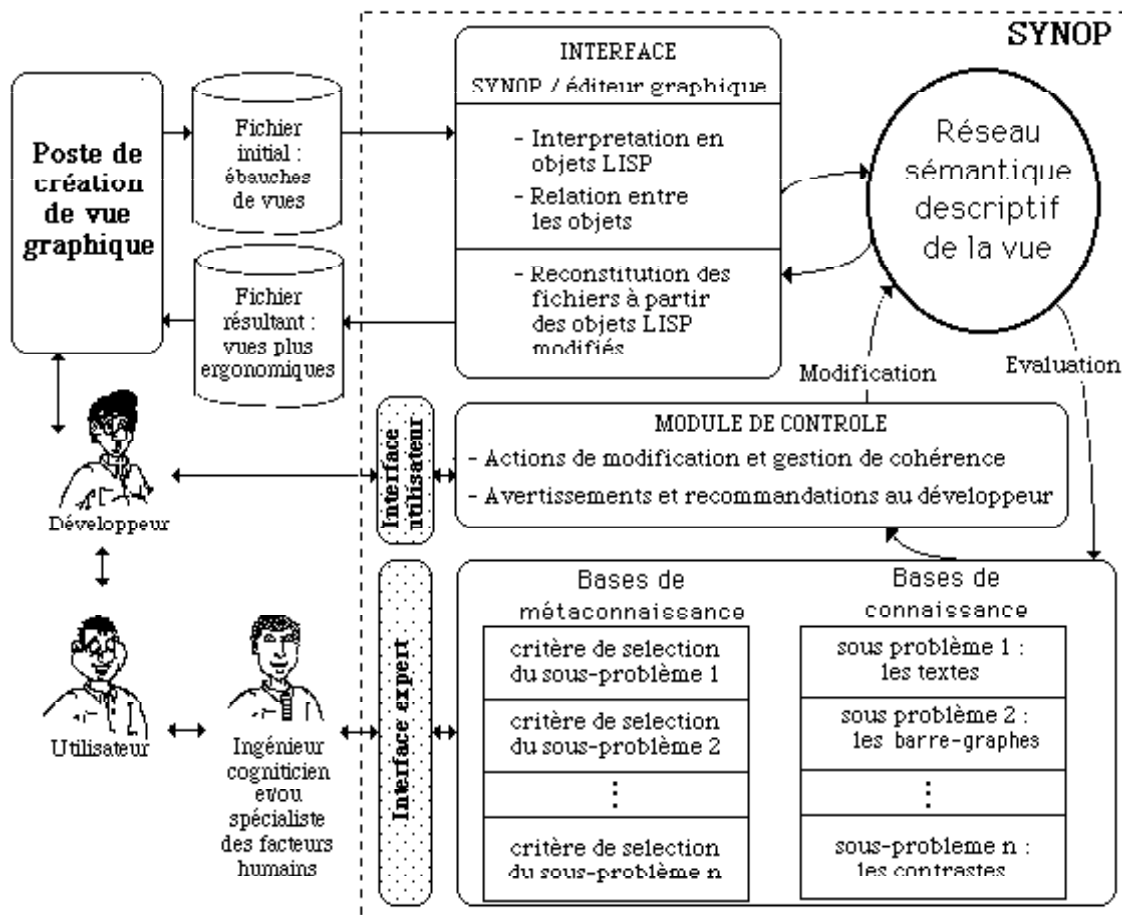 SYNOP
Poste de
création
de vue
graphique
Fichier
initial :
ébauches
de vues
Fichier
résultant :
vues plus
ergonomiques
INTERFACE
SYNOP / éditeur graphique
- Interpretation en
objets LISP
- Relation entre
les objets
- Reconstitution des
fichiers à partir
des objets LISP
modifiés
Réseau
sémantique
descriptif
de la vue
Modification
Evaluation
Développeur
Interface
utilisateur
MODULE DE CONTROLE
- Actions de modification et gestion de cohérence
- Avertissements et recommandations au développeur
Utilisateur
Ingénieur
cogniticien
et/ou
spécialiste
des facteurs
humains
Interface expert
Bases de
métaconnaissance
critère de selection
du sous-problème 1
critère de selection
du sous-problème 2
⋮
critère de selection
du sous-problème n
Bases de
connaissance
sous problème 1 :
les textes
sous problème 2 :
les barre-graphes
⋮
sous-probleme n :
les contrastes